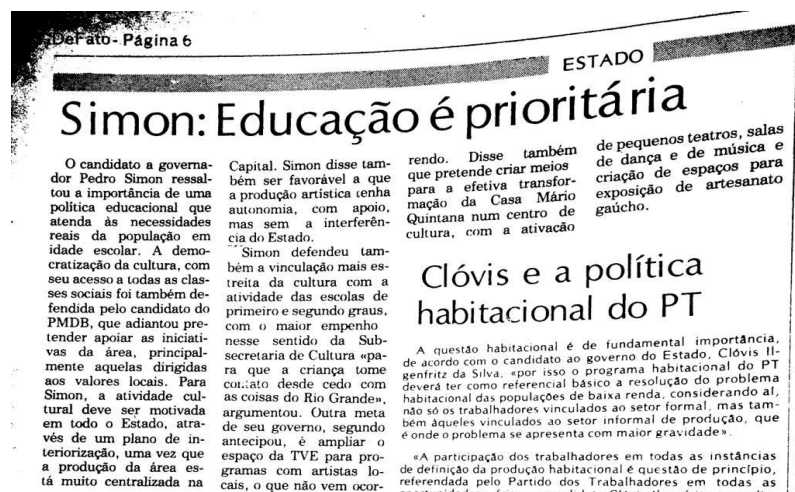 DeFato - Página 6
ESTADO
Simon: Educação é prioritária
O candidato a governa-
dor Pedro Simon ressal-
tou a importância de uma
política educacional que
atenda às necessidades
reais da população em
idade escolar. A demo-
cratização da cultura, com
seu acesso a todas as clas-
ses sociais foi também de-
fendida pelo candidato do
PMDB, que adiantou pre-
tender apoiar as iniciati-
vas da área, principal-
mente aquelas dirigidas
aos valores locais. Para
Simon, a atividade cul-
tural deve ser motivada
em todo o Estado, atra-
vés de um plano de in-
teriorização, uma vez que
a produção da área es-
tá muito centralizada na
Capital. Simon disse tam-
bém ser favorável a que
a produção artística tenha
autonomia, com apoio,
mas sem a interferên-
cia do Estado.
Simon defendeu tam-
bém a vinculação mais es-
treita da cultura com a
atividade das escolas de
primeiro e segundo graus,
com o maior empenho
nesse sentido da Sub-
secretaria de Cultura «pa-
ra que a criança tome
contato desde cedo com
as coisas do Rio Grande»,
argumentou. Outra meta
de seu governo, segundo
antecipou, é ampliar o
espaço da TVE para pro-
gramas com artistas lo-
cais, o que não vem ocor-
rendo. Disse também
que pretende criar meios
para a efetiva transfor-
mação da Casa Mário
Quintana num centro de
cultura, com a ativação
de pequenos teatros, salas
de dança e de música e
criação de espaços para
exposição de artesanato
gaúcho.
Clóvis e a política
habitacional do PT
A questão habitacional é de fundamental importância,
de acordo com o candidato ao governo do Estado, Clóvis Il-
genfritz da Silva, «por isso o programa habitacional do PT
deverá ter como referencial básico a resolução do problema
habitacional das populações de baixa renda, considerando aí,
não só os trabalhadores vinculados ao setor formal, mas tam-
bém àqueles vinculados ao setor informal de produção, que
é onde o problema se apresenta com maior gravidade».
«A participação dos trabalhadores em todas as instâncias
de definição da produção habitacional é questão de princípio,
referendada pelo Partido dos Trabalhadores em todas as